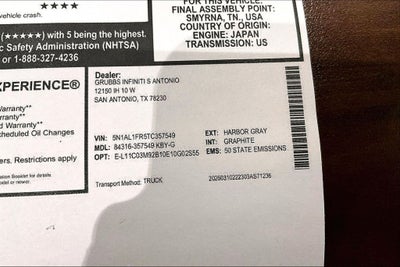 ★★★★
vehicle crash.
(★★★★★) with 5 being the highest.
c Safety Administration (NHTSA)
or 1-888-327-4236
FOR THIS VEHICLE:
FINAL ASSEMBLY POINT:
SMYRNA, TN., USA
COUNTRY OF ORIGIN:
ENGINE: JAPAN
TRANSMISSION: US
XPERIENCE®
Warranty**
Warranty**
d Warranty**
cheduled Oil Changes
ers. Restrictions apply
Dealer:
GRUBBS INFINITI S ANTONIO
12150 IH 10 W
SAN ANTONIO, TX 78230
VIN: 5N1AL1FR5TC357549
MDL: 84316-357549 KBY-G
OPT: E-L11C03M92B10E10G02S55
EXT: HARBOR GRAY
INT: GRAPHITE
EMS: 50 STATE EMISSIONS
Transport Method: TRUCK